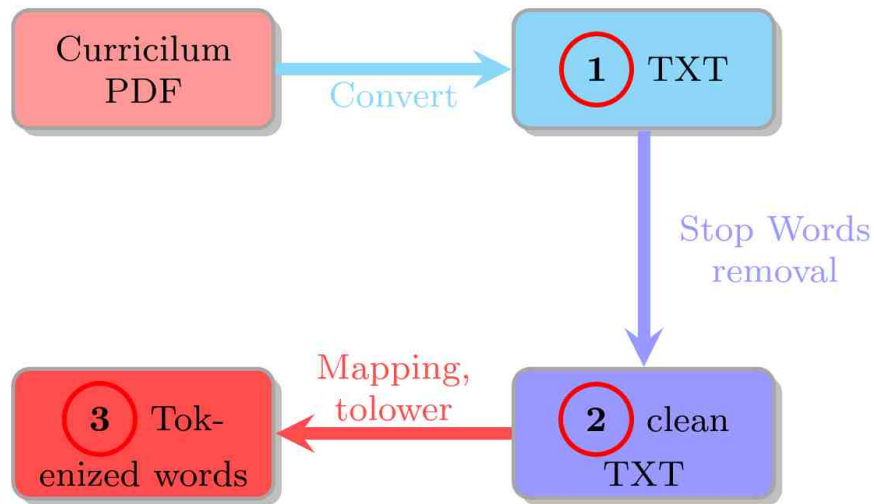 Curricilum
PDF
Convert
1 TXT
Stop Words
removal
2 clean
TXT
Mapping,
tolower
3 Tok-
enized words